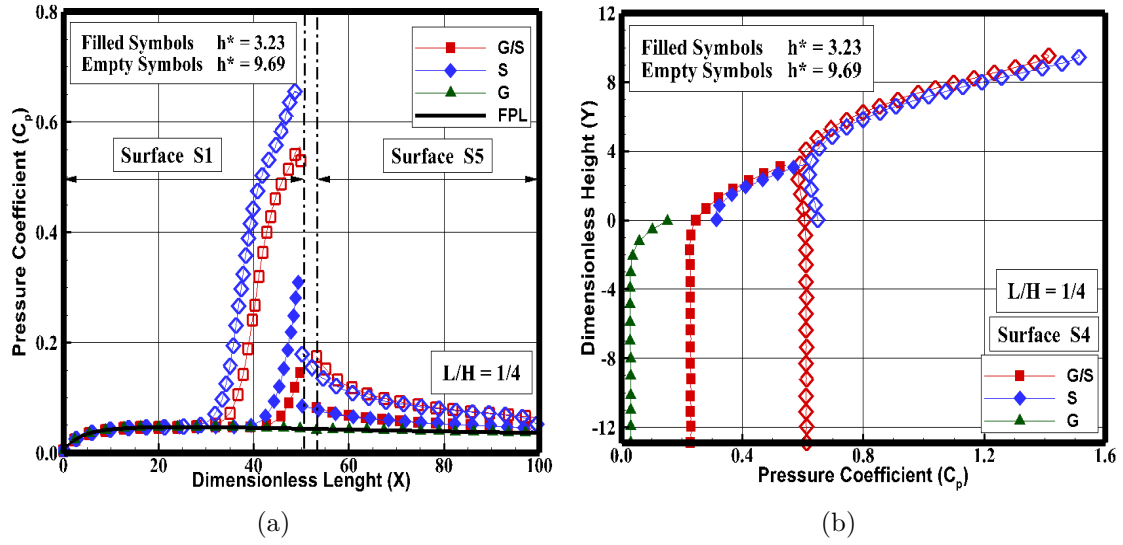 Filled Symbols h* = 3.23
Empty Symbols h* = 9.69
G/S
S
G
FPL
Surface S1
Surface S5
L/H = 1/4
Pressure Coefficient (Cp)
0.8
0.6
0.4
0.2
0.0
0 20 40 60 80 100
Dimensionless Lenght (X)
(a)
Filled Symbols h* = 3.23
Empty Symbols h* = 9.69
L/H = 1/4
Surface S4
G/S
S
G
Dimensionless Height (Y)
12
8
4
0
-4
-8
-12
0.0 0.4 0.8 1.2 1.6
Pressure Coefficient (Cp)
(b)